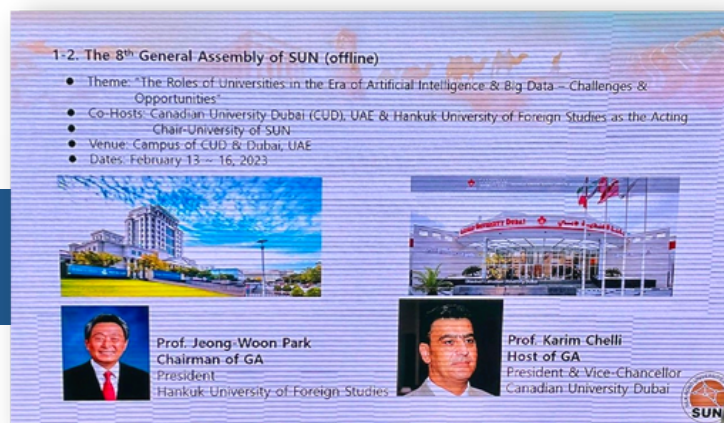 1-2. The 8th General Assembly of SUN (offline)
● Theme: "The Roles of Universities in the Era of Artificial Intelligence & Big Data – Challenges &
Opportunities"
● Co-Hosts: Canadian University Dubai (CUD), UAE & Hankuk University of Foreign Studies as the Acting
● Chair-University of SUN
● Venue: Campus of CUD & Dubai, UAE
● Dates: February 13 ~ 16, 2023
Prof. Jeong-Woon Park
Chairman of GA
President
Hankuk University of Foreign Studies
Prof. Karim Chelli
Host of GA
President & Vice-Chancellor
Canadian University Dubai
SUN